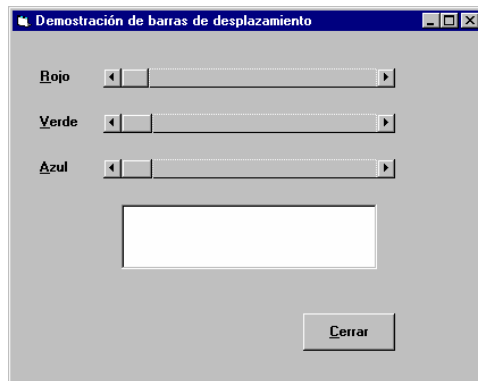 Demostración de barras de desplazamiento
Rojo
Verde
Azul
Cerrar